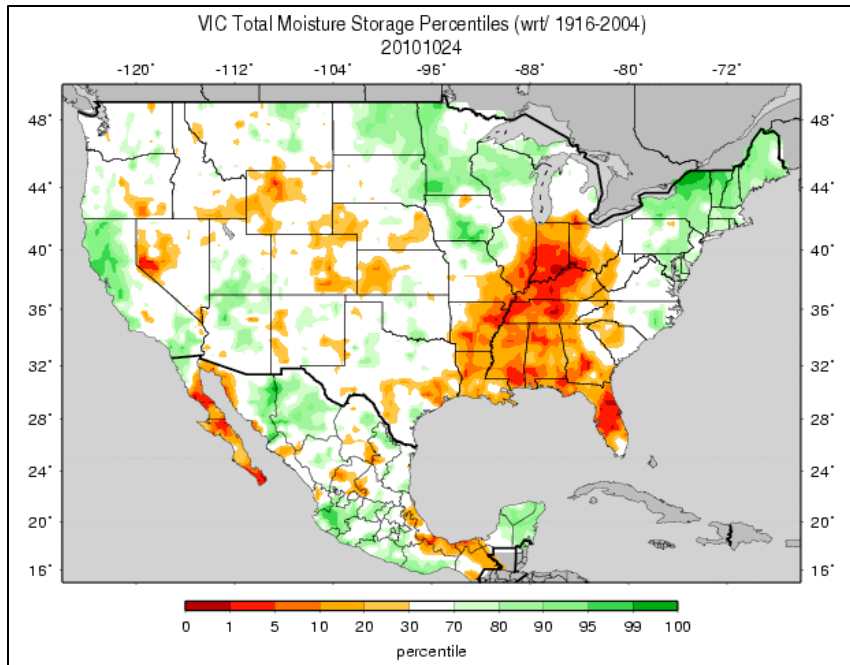 VIC Total Moisture Storage Percentiles (wrt/ 1916-2004)
20101024
-120˚ -112˚ -104˚ -96˚ -88˚ -80˚ -72˚
48˚ 48˚
44˚ 44˚
40˚ 40˚
36˚ 36˚
32˚ 32˚
28˚ 28˚
24˚ 24˚
20˚ 20˚
16˚ 16˚
0 1 5 10 20 30 70 80 90 95 99 100
percentile